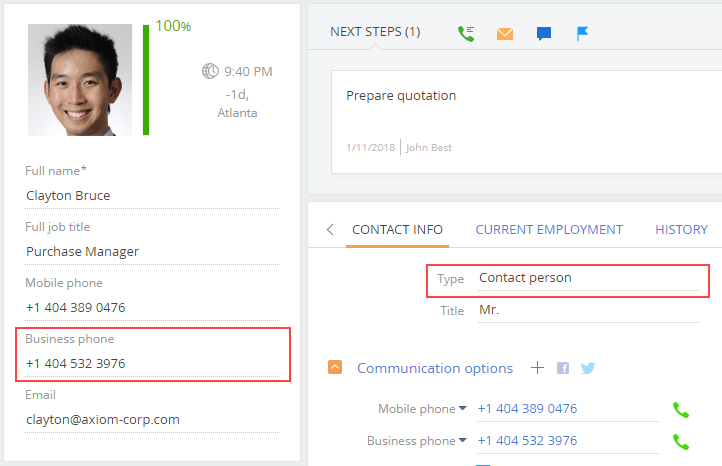 100%
9:40 PM
-1d,
Atlanta
Full name*
Clayton Bruce
Full job title
Purchase Manager
Mobile phone
+1 404 389 0476
Business phone
+1 404 532 3976
Email
clayton@axiom-corp.com
NEXT STEPS (1)
Prepare quotation
1/11/2018 | John Best
CONTACT INFO CURRENT EMPLOYMENT HISTORY
Type Contact person
Title Mr.
Communication options
Mobile phone +1 404 389 0476
Business phone +1 404 532 3976